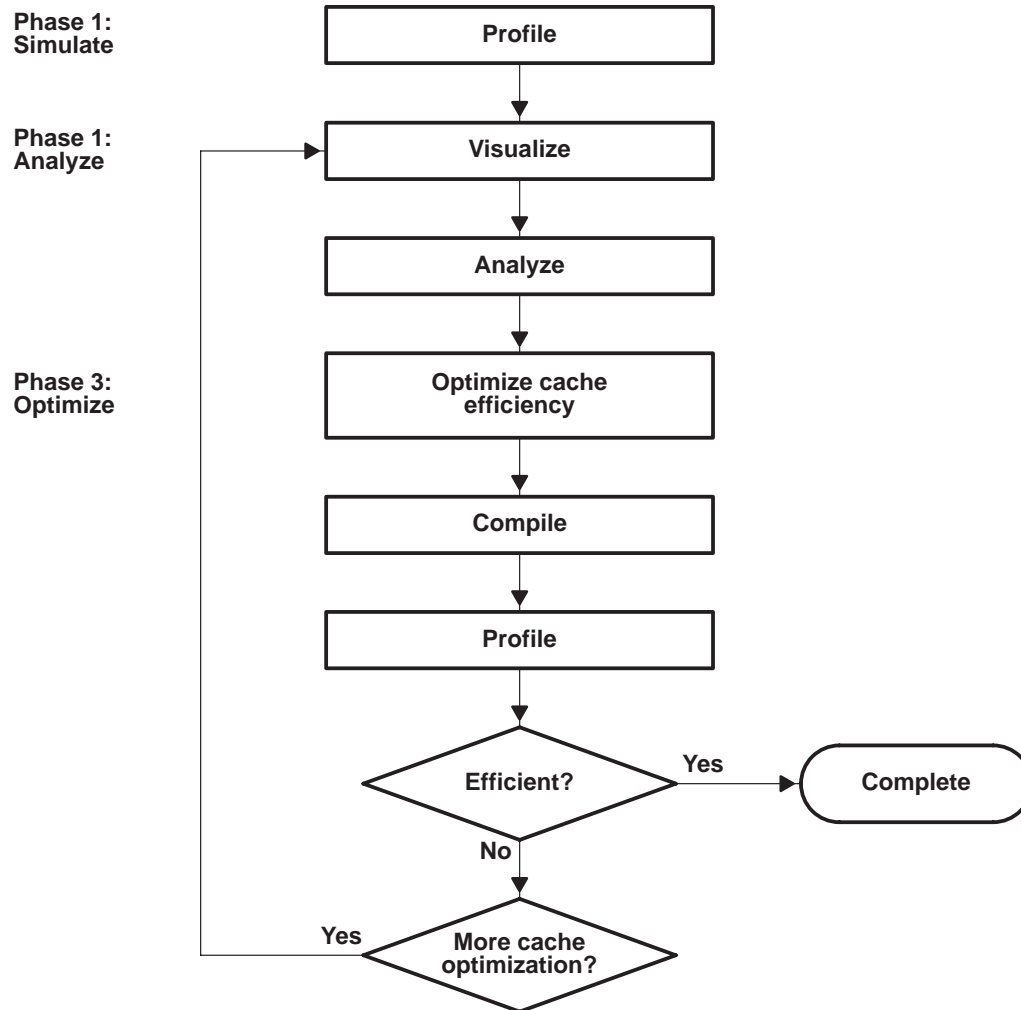 Phase 1:
Simulate
Profile
Phase 1:
Analyze
Visualize
Analyze
Phase 3:
Optimize
Optimize cache
efficiency
Compile
Profile
Efficient?
Yes
Complete
No
Yes
More cache
optimization?